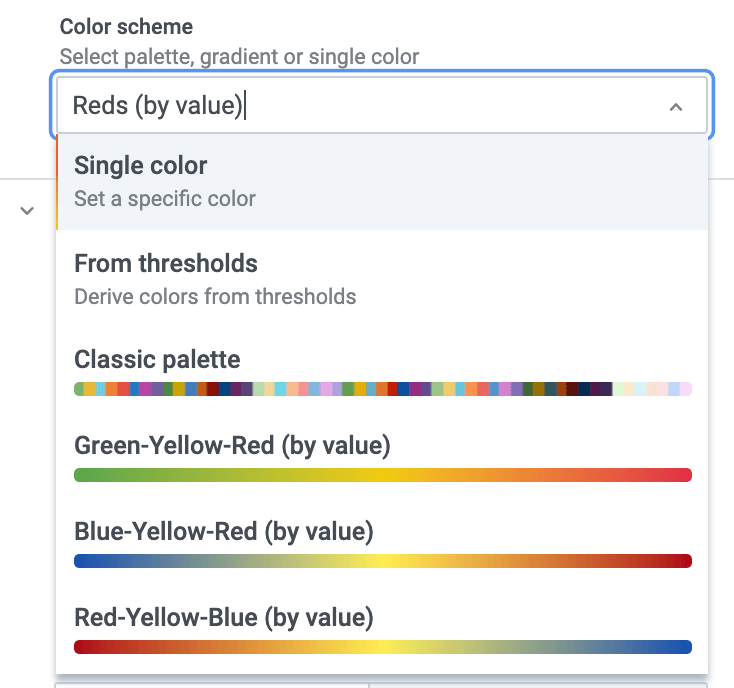 Color scheme
Select palette, gradient or single color
Reds (by value)
Single color
Set a specific color
From thresholds
Derive colors from thresholds
Classic palette
Green-Yellow-Red (by value)
Blue-Yellow-Red (by value)
Red-Yellow-Blue (by value)